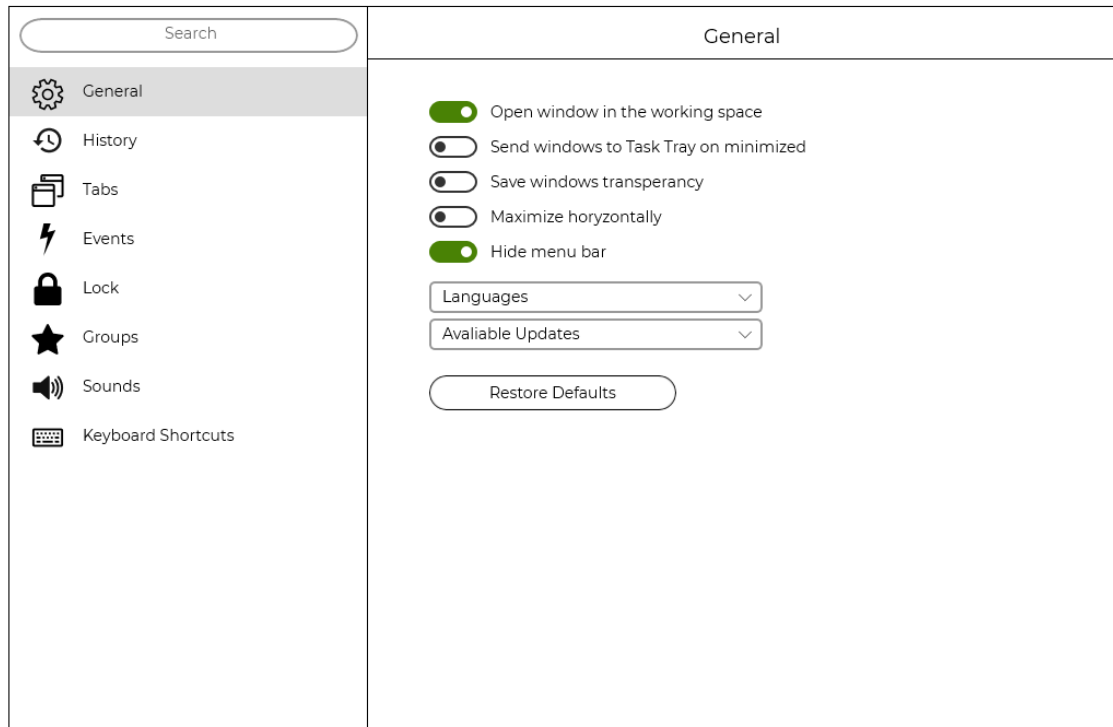 Search
General
History
Tabs
Events
Lock
Groups
Sounds
Keyboard Shortcuts
General
Open window in the working space
Send windows to Task Tray on minimized
Save windows transperancy
Maximize horyzontally
Hide menu bar
Languages
Avaliable Updates
Restore Defaults